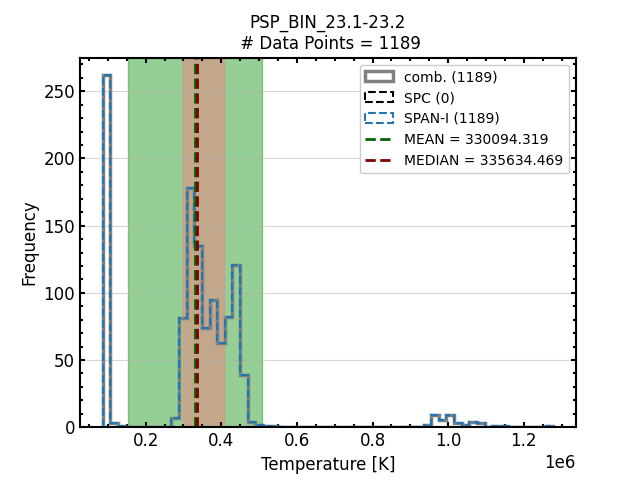 PSP_BIN_23.1-23.2
# Data Points = 1189
comb. (1189)
SPC (0)
SPAN-I (1189)
MEAN = 330094.319
MEDIAN = 335634.469
Frequency
250
200
150
100
50
0
0.2 0.4 0.6 0.8 1.0 1.2
1e6
Temperature [K]